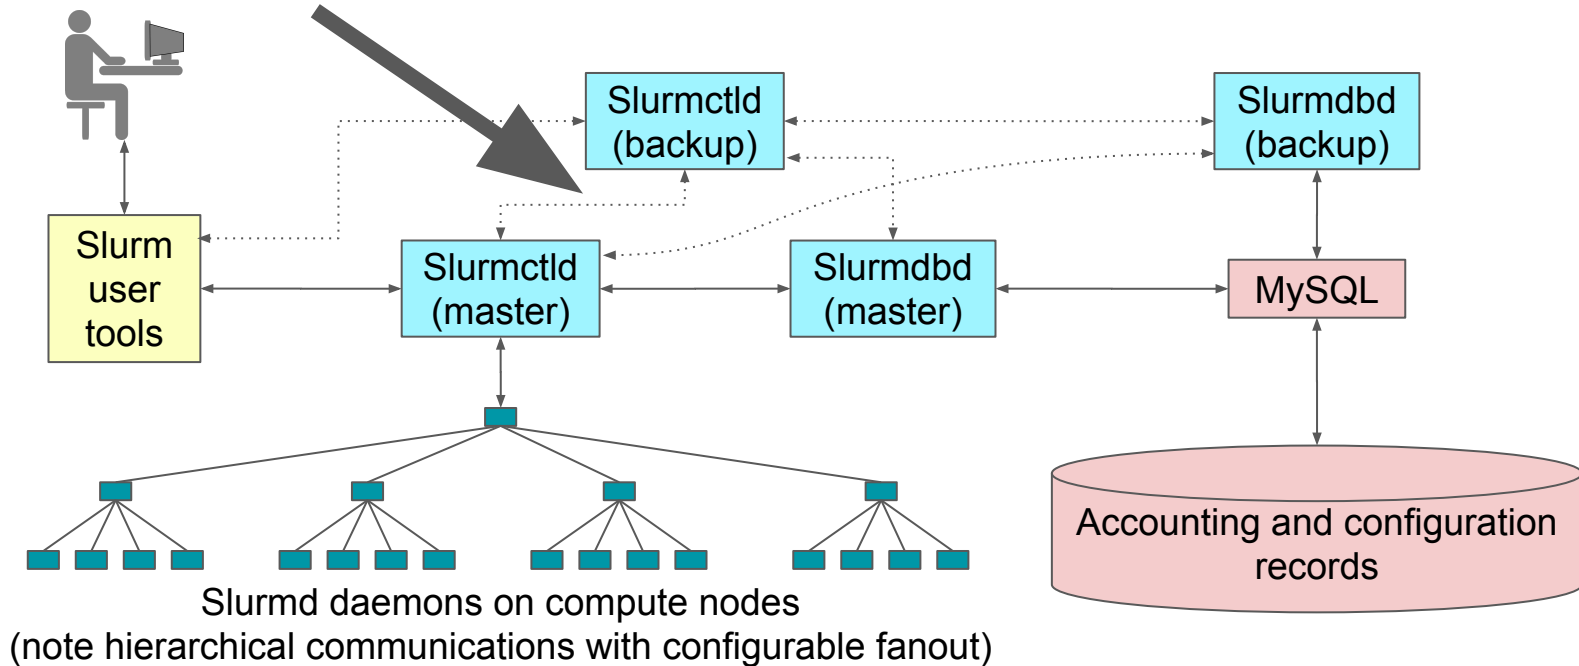 Slurmctld
(backup)
Slurmdbd
(backup)
Slurm
user
tools
Slurmctld
(master)
Slurmdbd
(master)
MySQL
Accounting and configuration
records
Slurmd daemons on compute nodes
(note hierarchical communications with configurable fanout)